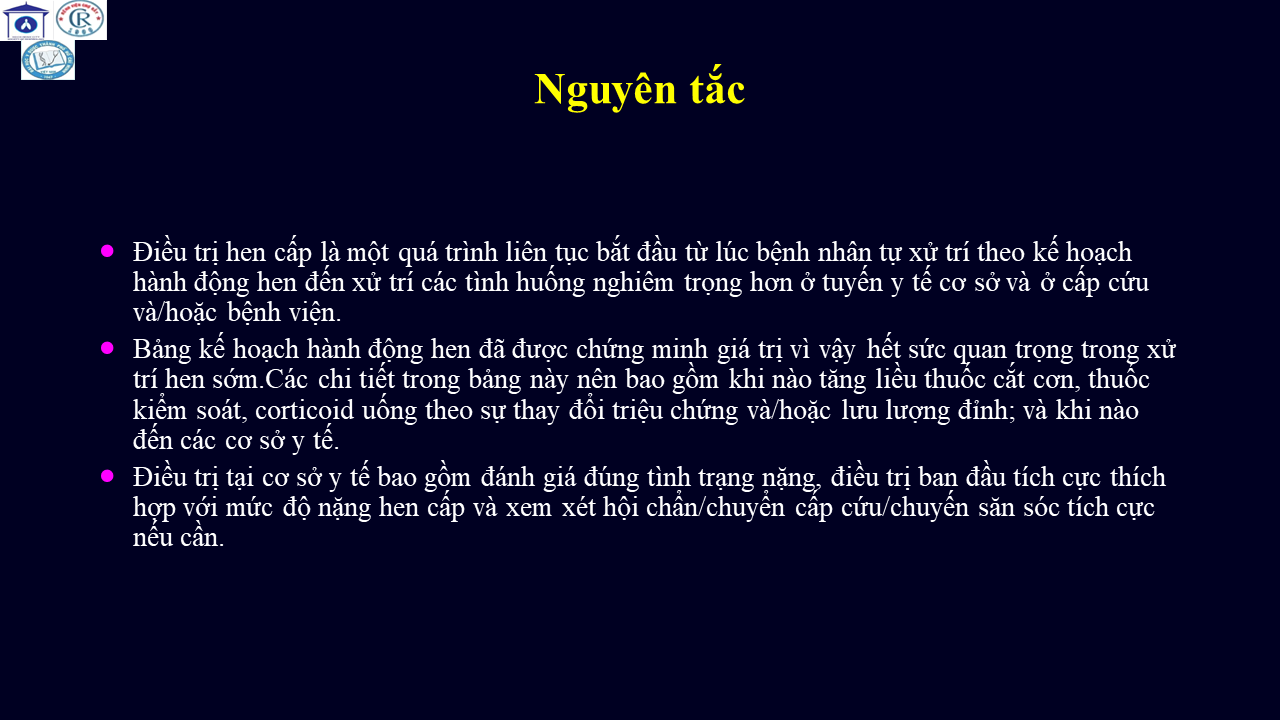 Nguyên tắc
Điều trị hen cấp là một quá trình liên tục bắt đầu từ lúc bệnh nhân tự xử trí theo kế hoạch
hành động hen đến xử trí các tình huống nghiêm trọng hơn ở tuyến y tế cơ sở và ở cấp cứu
và/hoặc bệnh viện.
Bảng kế hoạch hành động hen đã được chứng minh giá trị vì vậy hết sức quan trọng trong xử
trí hen sớm.Các chi tiết trong bảng này nên bao gồm khi nào tăng liều thuốc cắt cơn, thuốc
kiểm soát, corticoid uống theo sự thay đổi triệu chứng và/hoặc lưu lượng đỉnh; và khi nào
đến các cơ sở y tế.
Điều trị tại cơ sở y tế bao gồm đánh giá đúng tình trạng nặng, điều trị ban đầu tích cực thích
hợp với mức độ nặng hen cấp và xem xét hội chẩn/chuyển cấp cứu/chuyến săn sóc tích cực
nếu cần.